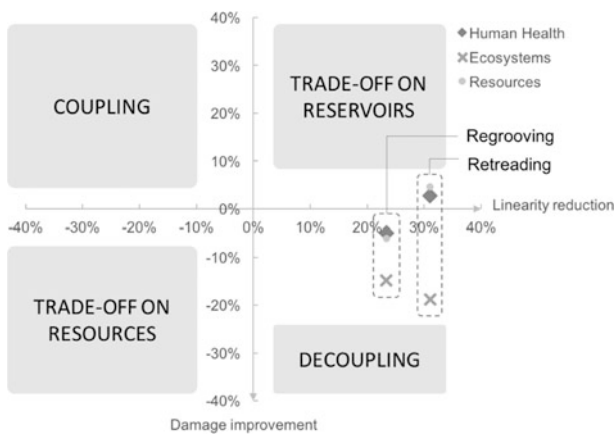 40%
Human Health
Ecosystems
Resources
30%
20%
10%
0%
COUPLING
TRADE-OFF ON
RESERVOIRS
Regrooving
Retreading
Linearity reduction
-40% -30% -20% -10% 0% 10% 20% 30% 40%
-10%
-20%
-30%
-40%
TRADE-OFF ON
RESOURCES
DECOUPLING
Damage improvement